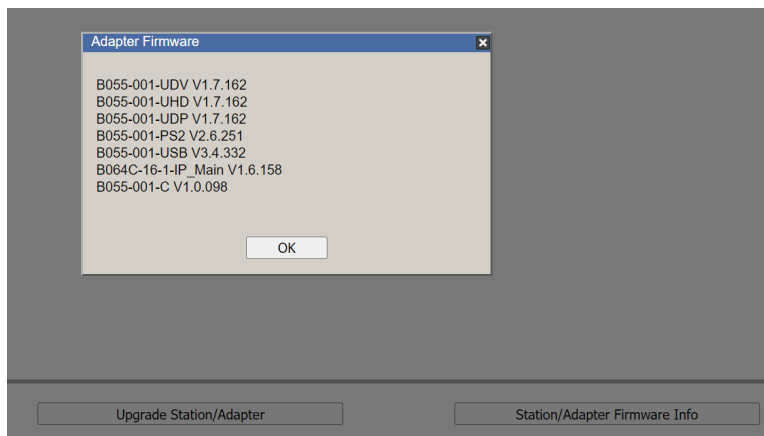 Adapter Firmware
B055-001-UDV V1.7.162
B055-001-UHD V1.7.162
B055-001-UDP V1.7.162
B055-001-PS2 V2.6.251
B055-001-USB V3.4.332
B064C-16-1-IP_Main V1.6.158
B055-001-C V1.0.098
OK
Upgrade Station/Adapter
Station/Adapter Firmware Info